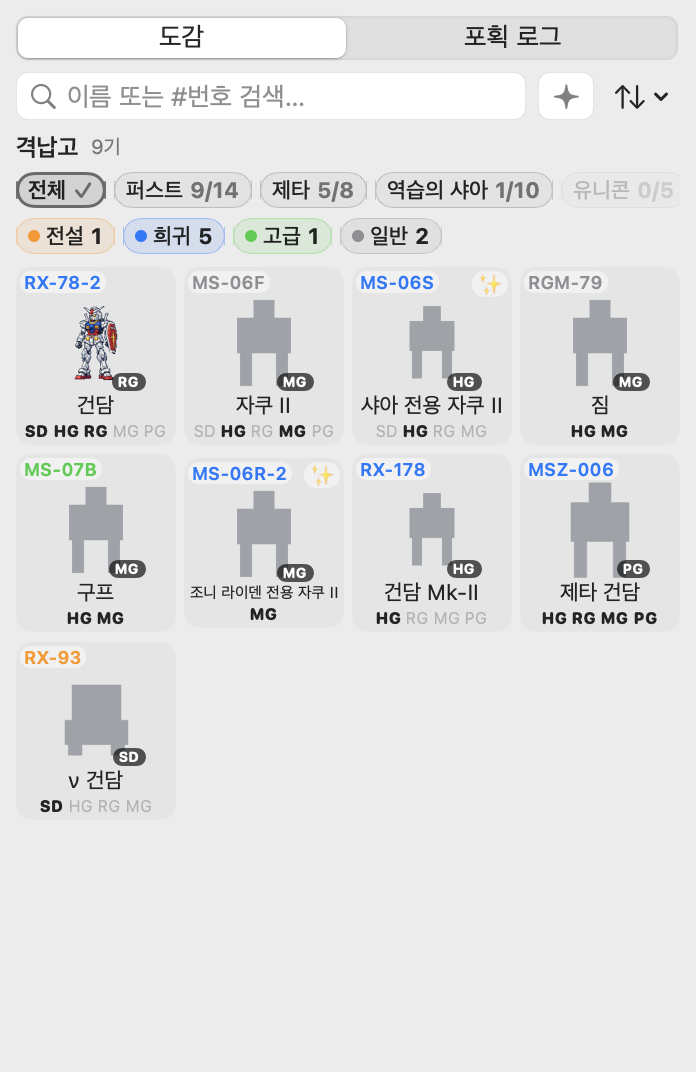 도감 포획 로그
이름 또는 #번호 검색...
격납고 9기
전체 ✓ 퍼스트 9/14 제타 5/8 역습의 샤아 1/10 유니콘 0/5
전설 1 희귀 5 고급 1 일반 2
RX-78-2 MS-06F MS-06S RGM-79
RG MG HG MG
건담 자쿠 II 샤아 전용 자쿠 II 짐
SD HG RG MG PG SD HG RG MG PG SD HG RG MG HG MG
MS-07B MS-06R-2 RX-178 MSZ-006
MG MG HG PG
구프 조니 라이덴 전용 자쿠 II 건담 Mk-II 제타 건담
HG MG MG HG RG MG PG HG RG MG PG
RX-93
SD
ν 건담
SD HG RG MG